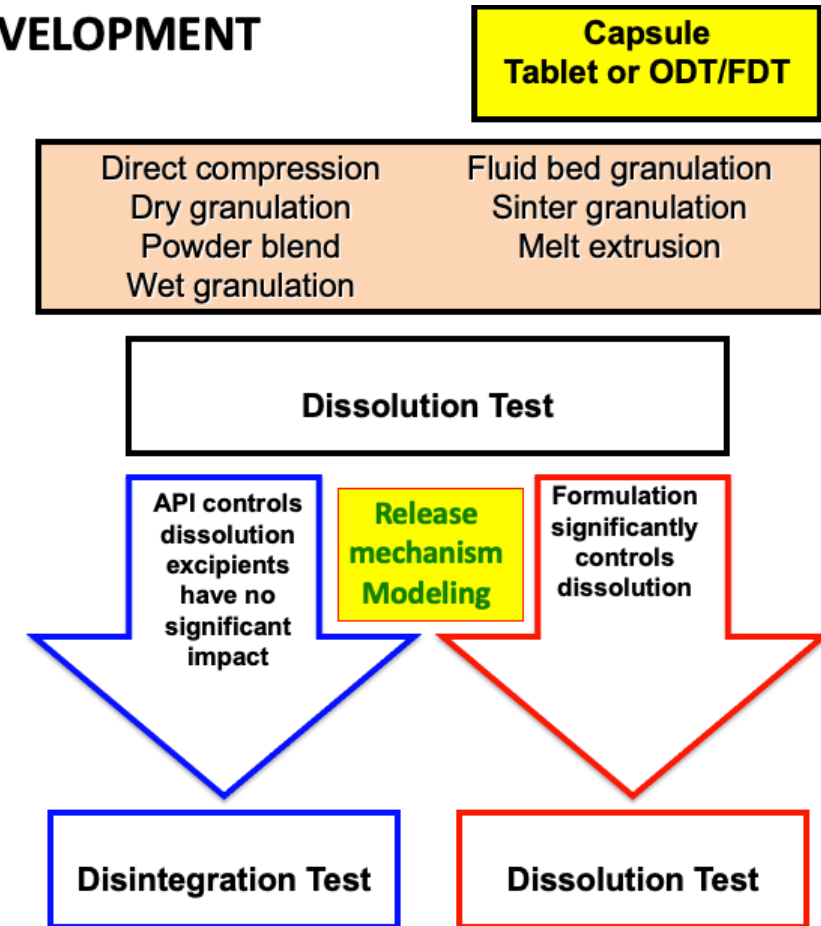 VELOPMENT
Capsule
Tablet or ODT/FDT
Direct compression
Dry granulation
Powder blend
Wet granulation
Fluid bed granulation
Sinter granulation
Melt extrusion
Dissolution Test
API controls
dissolution
excipients
have no
significant
impact
Release
mechanism
Modeling
Formulation
significantly
controls
dissolution
Disintegration Test
Dissolution Test